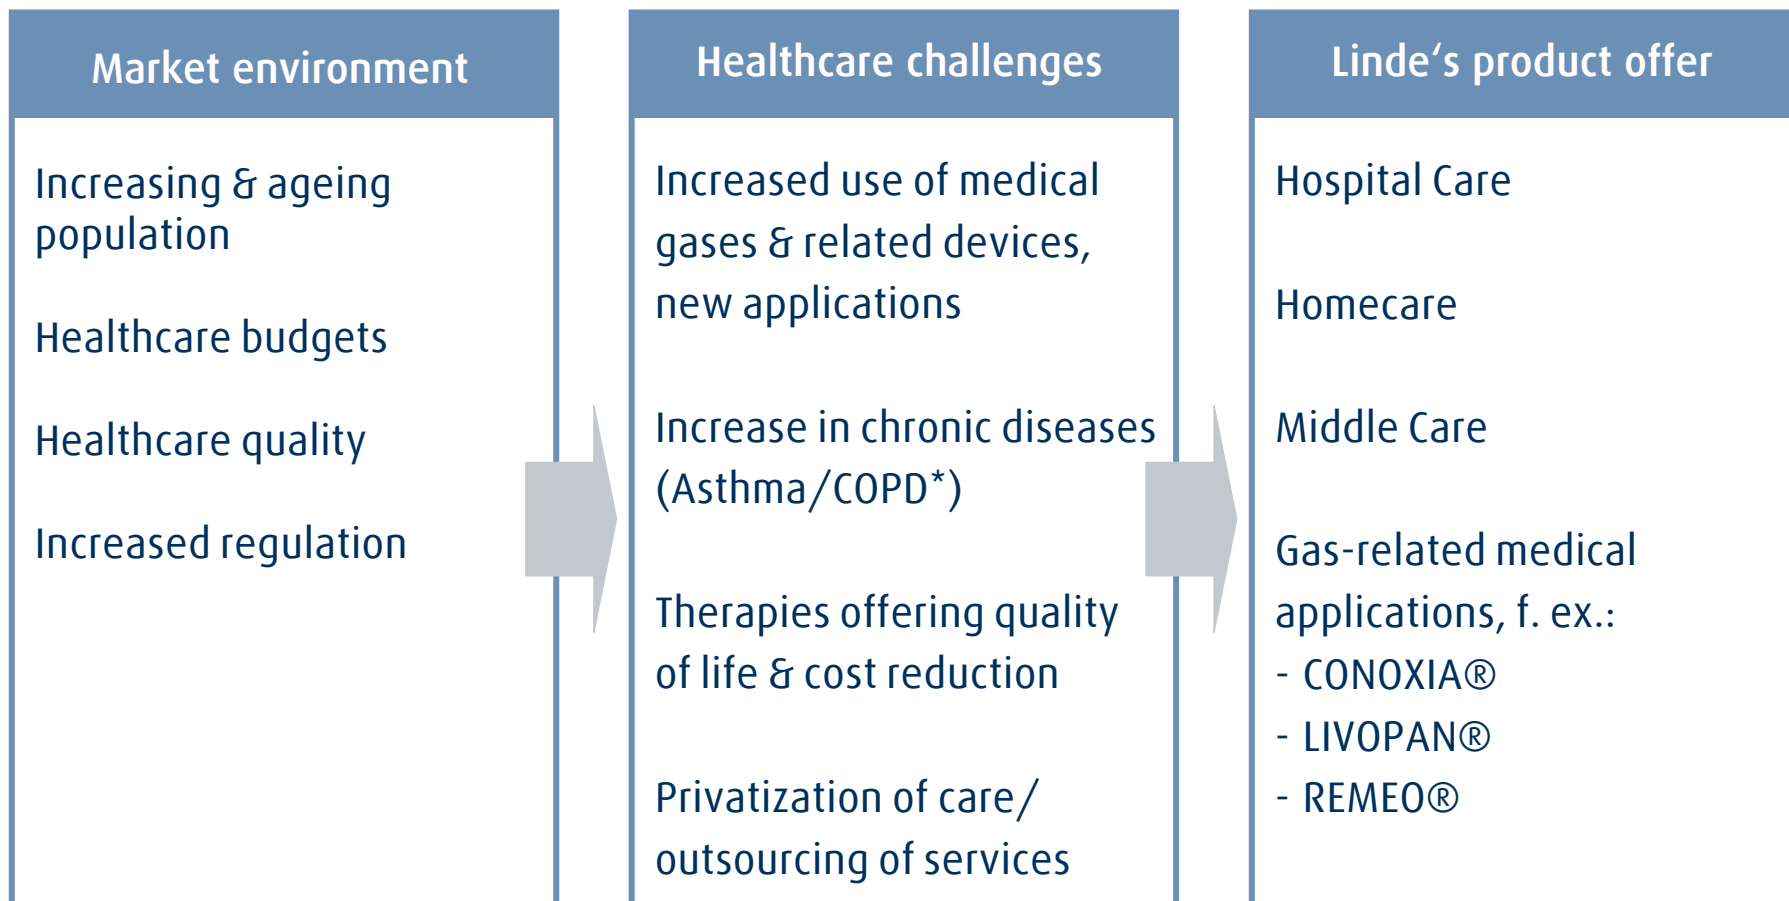 Market environment
Increasing & ageing
population
Healthcare budgets
Healthcare quality
Increased regulation
Healthcare challenges
Increased use of medical
gases & related devices,
new applications
Increase in chronic diseases
(Asthma/COPD*)
Therapies offering quality
of life & cost reduction
Privatization of care/
outsourcing of services
Linde‘s product offer
Hospital Care
Homecare
Middle Care
Gas-related medical
applications, f. ex.:
- CONOXIA®
- LIVOPAN®
- REMEO®